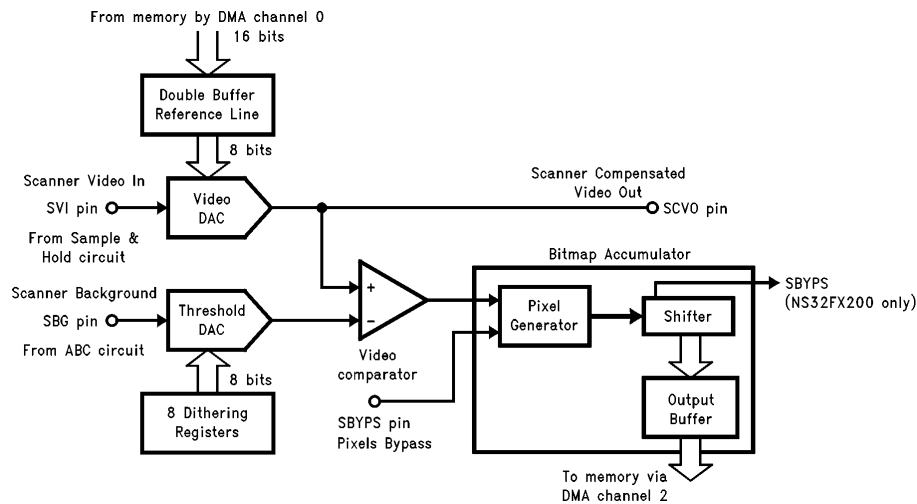 From memory by DMA channel 0
16 bits
Double Buffer
Reference Line
8 bits
Scanner Video In
SVI pin
From Sample &
Hold circuit
Video
DAC
Scanner Compensated
Video Out
SCVO pin
Scanner Background
SBG pin
From ABC circuit
Threshold
DAC
8 bits
8 Dithering
Registers
+
−
Video
comparator
SBYPS pin
Pixels Bypass
Bitmap Accumulator
Pixel
Generator
Shifter
SBYPS
(NS32FX200 only)
Output
Buffer
To memory via
DMA channel 2